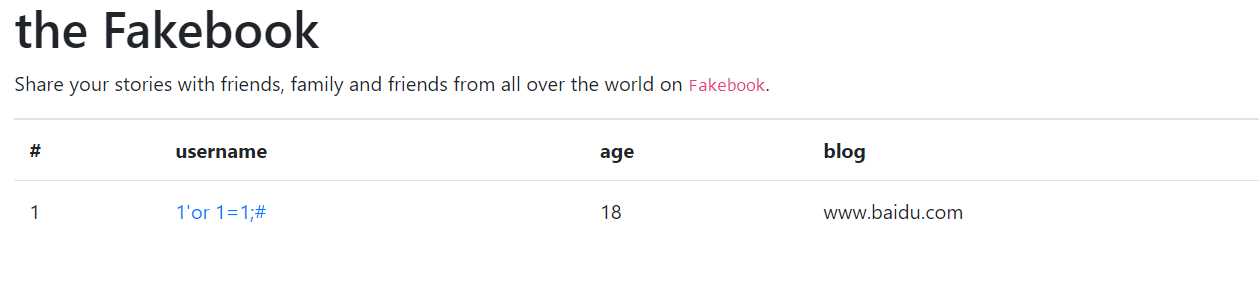 the Fakebook
Share your stories with friends, family and friends from all over the world on Fakebook.
# username age blog
1 1'or 1=1;# 18 www.baidu.com